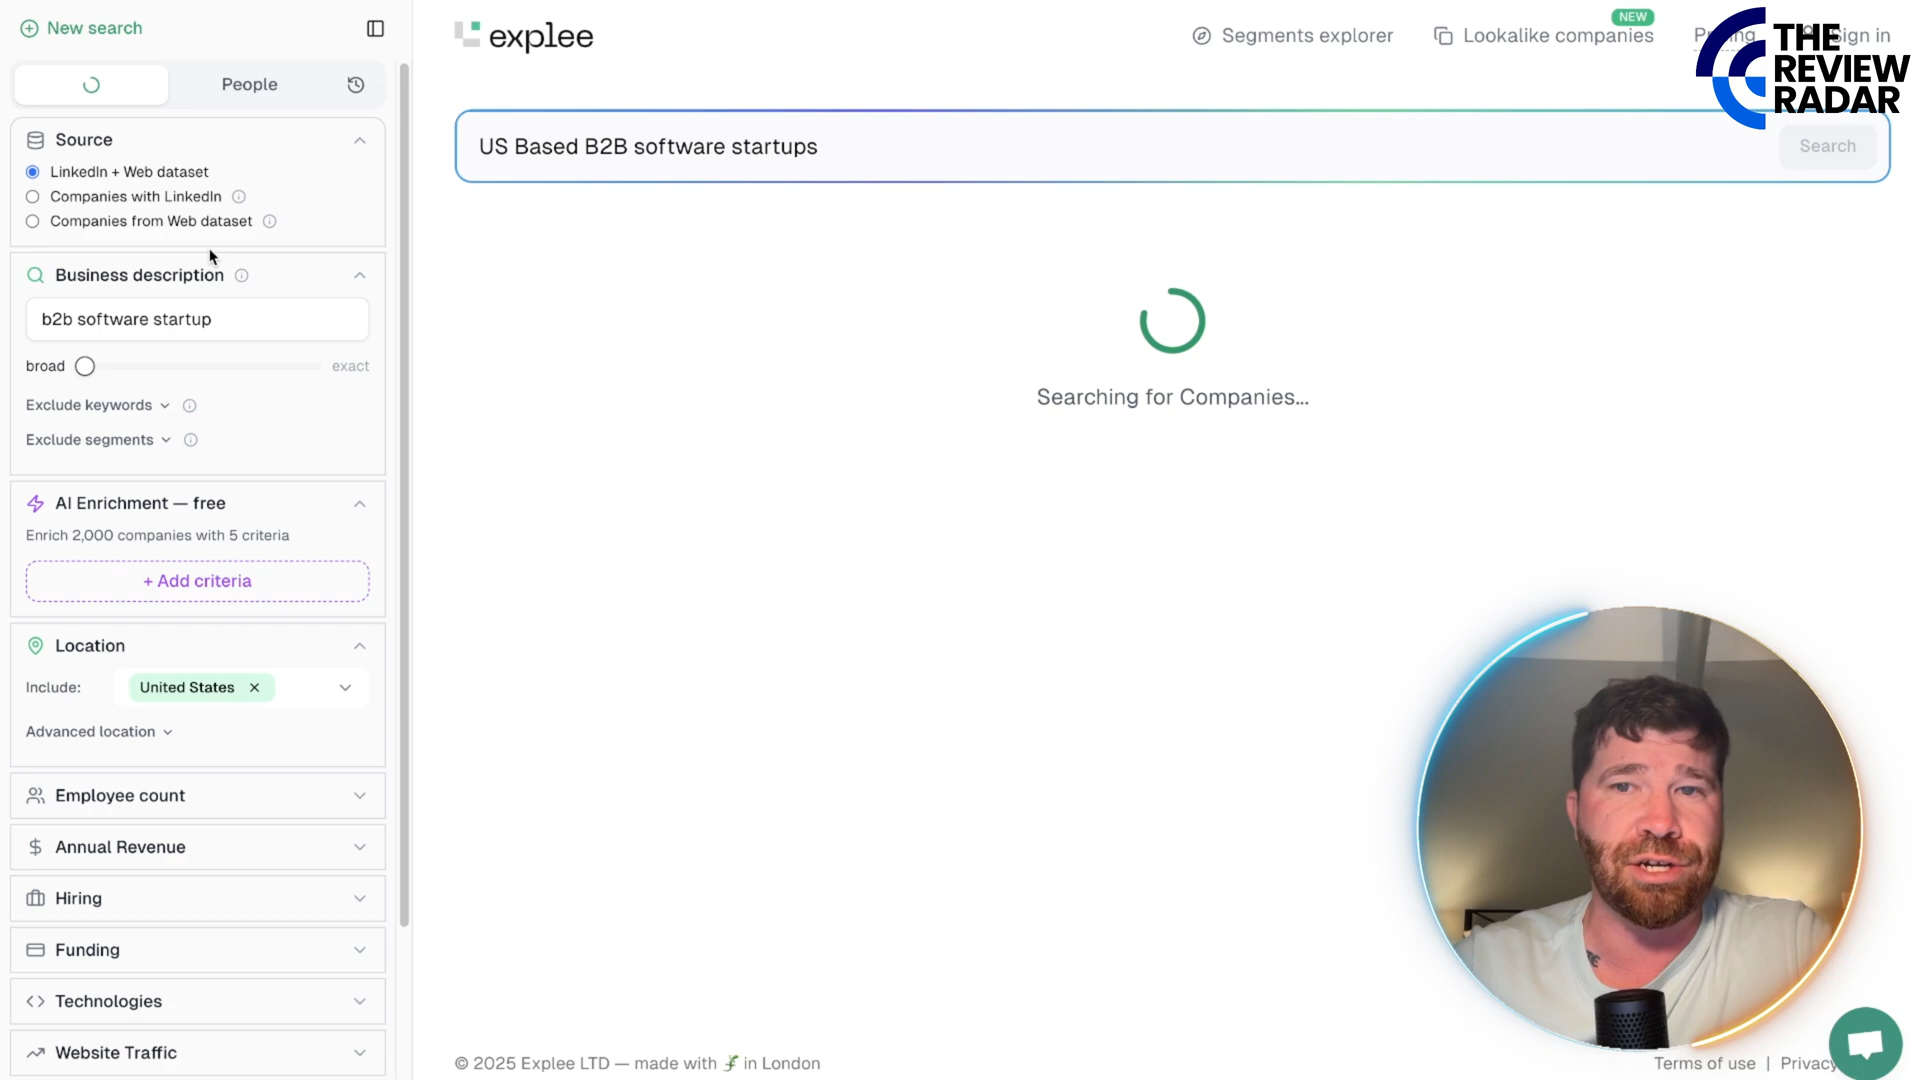 New search
People
Source
LinkedIn + Web dataset
Companies with LinkedIn
Companies from Web dataset
Business description
b2b software startup
broad
exact
Exclude keywords
Exclude segments
AI Enrichment — free
Enrich 2,000 companies with 5 criteria
+ Add criteria
Location
Include:
United States
Advanced location
Employee count
Annual Revenue
Hiring
Funding
Technologies
Website Traffic
explee
Segments explorer
NEW
Lookalike companies
Pricing
Sign in
THE
REVIEW
RADAR
US Based B2B software startups
Search
Searching for Companies...
© 2025 Explee LTD — made with in London
Terms of use | Privacy